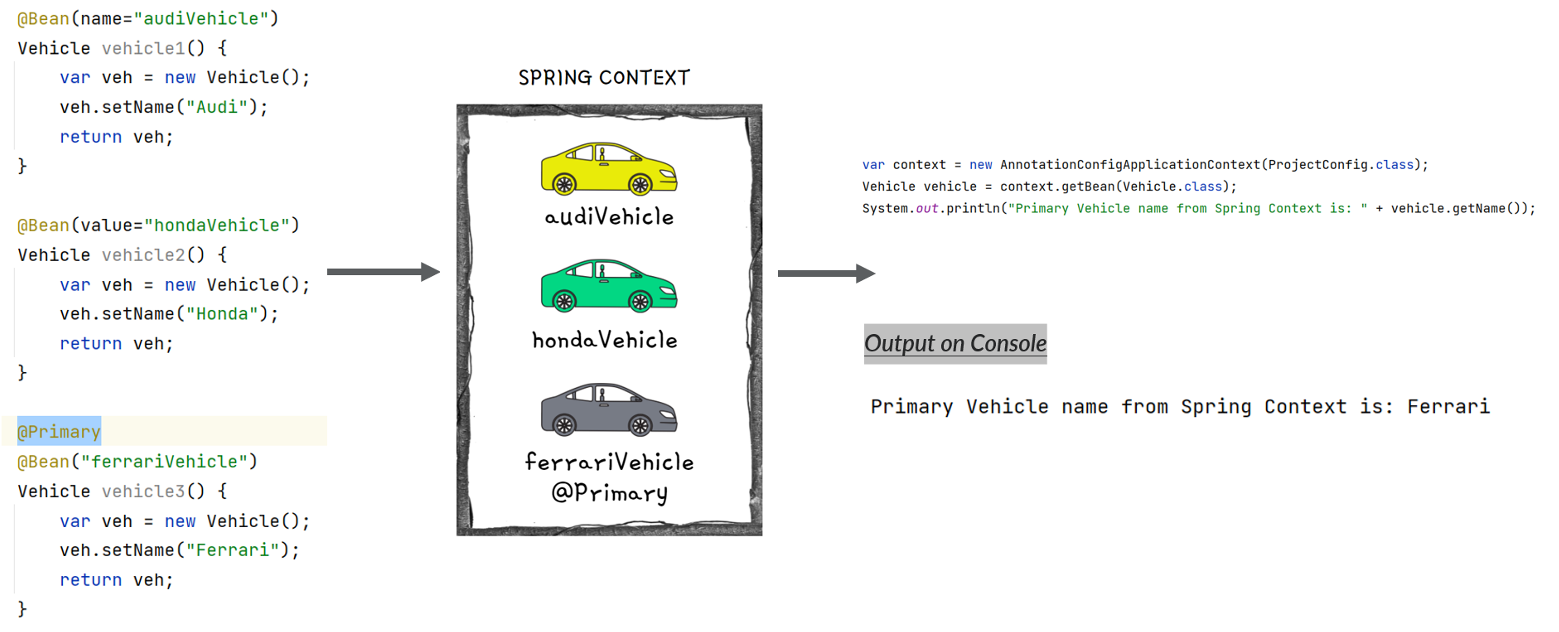 @Bean(name="audiVehicle")
Vehicle vehicle1() {
    var veh = new Vehicle();
    veh.setName("Audi");
    return veh;
}
@Bean(value="hondaVehicle")
Vehicle vehicle2() {
    var veh = new Vehicle();
    veh.setName("Honda");
    return veh;
}
@Primary
@Bean("ferrariVehicle")
Vehicle vehicle3() {
    var veh = new Vehicle();
    veh.setName("Ferrari");
    return veh;
}
SPRING CONTEXT
audiVehicle
hondaVehicle
ferrariVehicle
@Primary
var context = new AnnotationConfigApplicationContext(ProjectConfig.class);
Vehicle vehicle = context.getBean(Vehicle.class);
System.out.println("Primary Vehicle name from Spring Context is: " + vehicle.getName());
Output on Console
Primary Vehicle name from Spring Context is: Ferrari